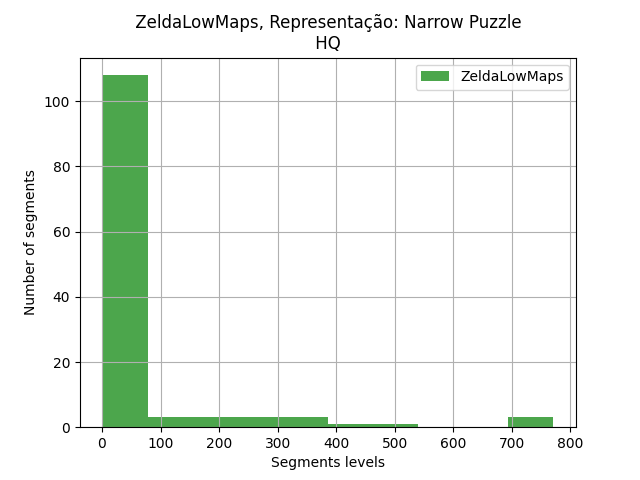 ZeldaLowMaps, Representação: Narrow Puzzle
HQ
ZeldaLowMaps
Number of segments
100
80
60
40
20
0
0 100 200 300 400 500 600 700 800
Segments levels